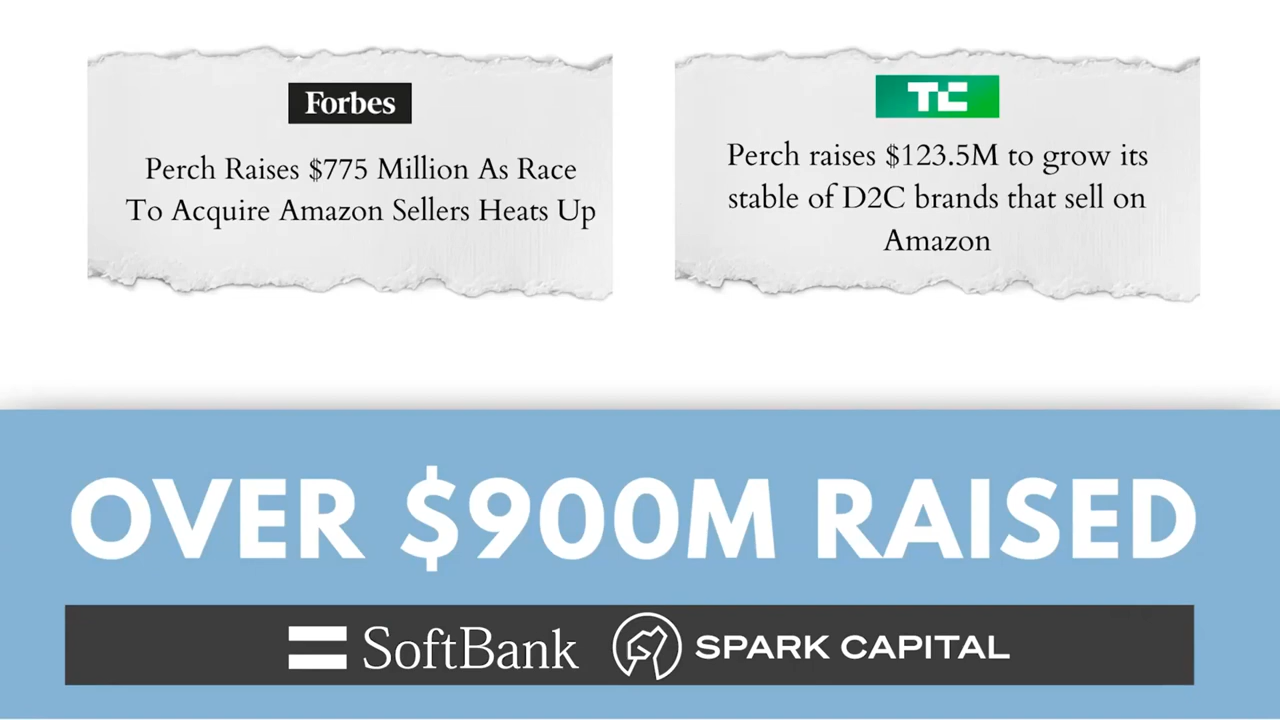 Forbes
Perch Raises $775 Million As Race
To Acquire Amazon Sellers Heats Up
TC
Perch raises $123.5M to grow its
stable of D2C brands that sell on
Amazon
OVER $900M RAISED
SoftBank SPARK CAPITAL